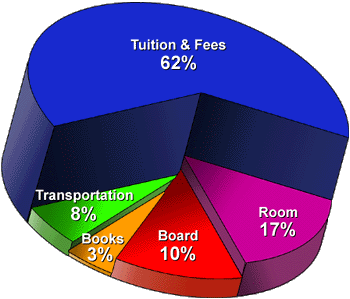 Tuition & Fees
62%
Transportation
8%
Books
3%
Board
10%
Room
17%